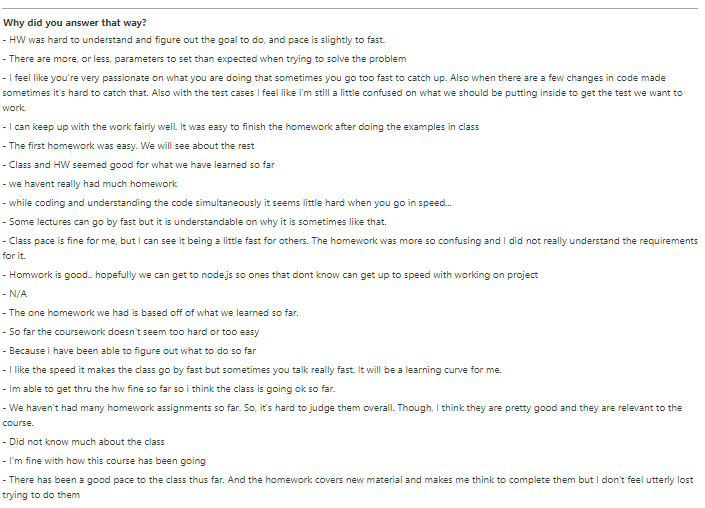 Why did you answer that way?
- HW was hard to understand and figure out the goal to do, and pace is slightly to fast.
- There are more, or less, parameters to set than expected when trying to solve the problem
- I feel like you're very passionate on what you are doing that sometimes you go too fast to catch up. Also when there are a few changes in code made
sometimes it's hard to catch that. Also with the test cases I feel like i'm still a little confused on what we should be putting inside to get the test we want to
work.
- I can keep up with the work fairly well. It was easy to finish the homework after doing the examples in class
- The first homework was easy. We will see about the rest
- Class and HW seemed good for what we have learned so far
- we havent really had much homework
- while coding and understanding the code simultaneously it seems little hard when you go in speed...
- Some lectures can go by fast but it is understandable on why it is sometimes like that.
- Class pace is fine for me, but I can see it being a little fast for others. The homework was more so confusing and I did not really understand the requirements
for it.
- Homwork is good.. hopefully we can get to node.js so ones that dont know can get up to speed with working on project
- N/A
- The one homework we had is based off of what we learned so far.
- So far the coursework doesn't seem too hard or too easy
- Because i have been able to figure out what to do so far
- I like the speed it makes the class go by fast but sometimes you talk really fast. It will be a learning curve for me.
- Im able to get thru the hw fine so far so i think the class is going ok so far.
- We haven't had many homework assignments so far. So, it's hard to judge them overall. Though, I think they are pretty good and they are relevant to the
course.
- Did not know much about the class
- I'm fine with how this course has been going
- There has been a good pace to the class thus far. And the homework covers new material and makes me think to complete them but I don't feel utterly lost
trying to do them